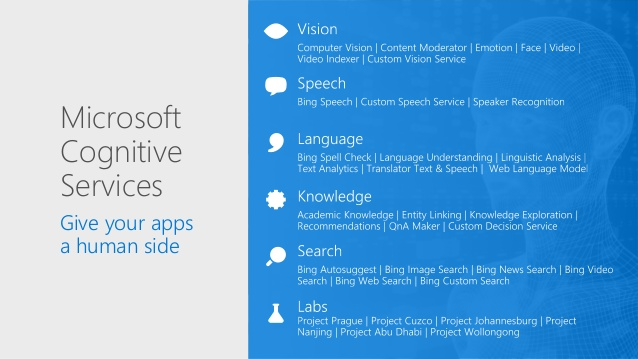 Microsoft
Cognitive
Services
Give your apps
a human side
Vision
Computer Vision | Content Moderator | Emotion | Face | Video |
Video Indexer | Custom Vision Service
Speech
Bing Speech | Custom Speech Service | Speaker Recognition
Language
Bing Spell Check | Language Understanding | Linguistic Analysis |
Text Analytics | Translator Text & Speech | Web Language Model
Knowledge
Academic Knowledge | Entity Linking | Knowledge Exploration |
Recommendations | QnA Maker | Custom Decision Service
Search
Bing Autosuggest | Bing Image Search | Bing News Search | Bing Video
Search | Bing Web Search | Bing Custom Search
Labs
Project Prague | Project Cuzco | Project Johannesburg | Project
Nanjing | Project Abu Dhabi | Project Wollongong